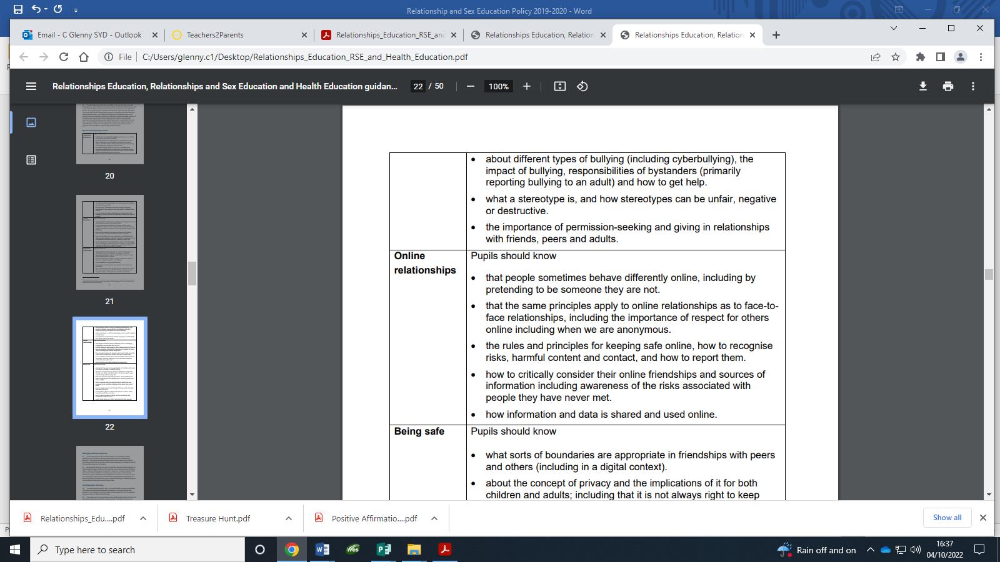 Relationship and Sex Education Policy 2019-2020 - Word
Email - C Glenny SYD - Outlook
Teachers2Parents
Relationships_Education_RSE_and
Relationships Education, Relation
Relationships Education, Relation
File
C:/Users/glenny.c1/Desktop/Relationships_Education_RSE_and_Health_Education.pdf
Relationships Education, Relationships and Sex Education and Health Education guidan...
22 / 50
100%
20
21
22
• about different types of bullying (including cyberbullying), the
impact of bullying, responsibilities of bystanders (primarily
reporting bullying to an adult) and how to get help.
• what a stereotype is, and how stereotypes can be unfair, negative
or destructive.
• the importance of permission-seeking and giving in relationships
with friends, peers and adults.
Online
relationships
Pupils should know
• that people sometimes behave differently online, including by
pretending to be someone they are not.
• that the same principles apply to online relationships as to face-to-
face relationships, including the importance of respect for others
online including when we are anonymous.
• the rules and principles for keeping safe online, how to recognise
risks, harmful content and contact, and how to report them.
• how to critically consider their online friendships and sources of
information including awareness of the risks associated with
people they have never met.
• how information and data is shared and used online.
Being safe
Pupils should know
• what sorts of boundaries are appropriate in friendships with peers
and others (including in a digital context).
• about the concept of privacy and the implications of it for both
children and adults; including that it is not always right to keep
Relationships_Edu....pdf
Treasure Hunt.pdf
Positive Affirmatio....pdf
Show all
Type here to search
Rain off and on
16:37
04/10/2022